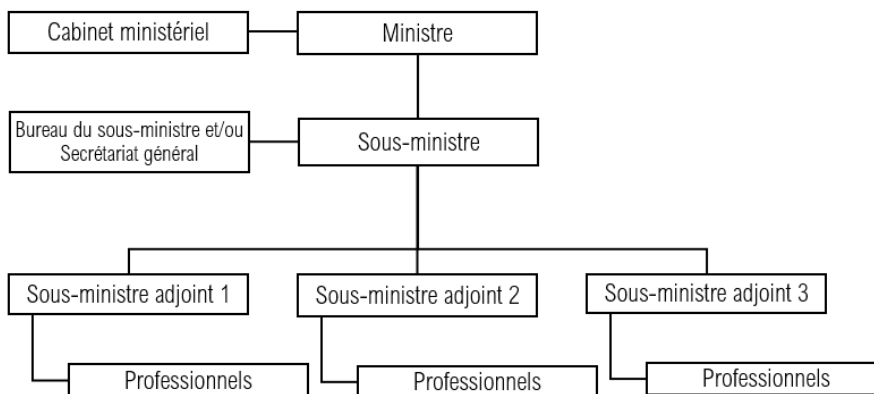 Cabinet ministériel
Ministre
Bureau du sous-ministre et/ou
Secrétariat général
Sous-ministre
Sous-ministre adjoint 1
Sous-ministre adjoint 2
Sous-ministre adjoint 3
Professionnels
Professionnels
Professionnels